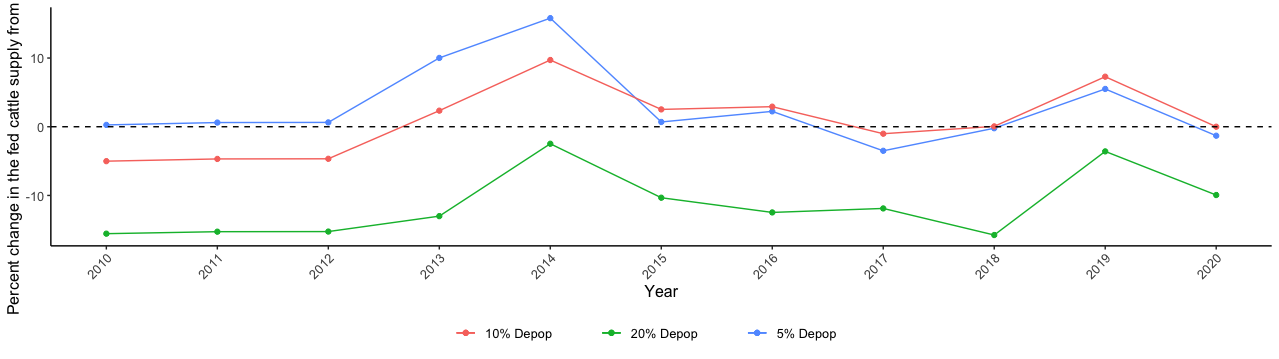 Percent change in the fed cattle supply from
10
0
-10
2010 2011 2012 2013 2014 2015 2016 2017 2018 2019 2020
Year
10% Depop 20% Depop 5% Depop